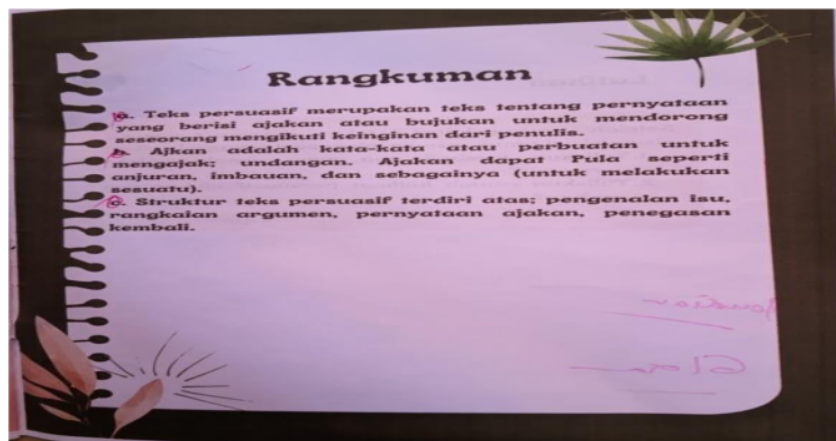 Rangkuman
a. Teks persuasif merupakan teks tentang pernyataan
yang berisi ajakan atau bujukan untuk mendorong
seseorang mengikuti keinginan dari penulis.
b. Ajkan adalah kata-kata atau perbuatan untuk
mengajak; undangan. Ajakan dapat Pula seperti
anjuran, imbauan, dan sebagainya (untuk melakukan
sesuatu).
c. Struktur teks persuasif terdiri atas; pengenalan isu,
rangkaian argumen, pernyataan ajakan, penegasan
kembali.